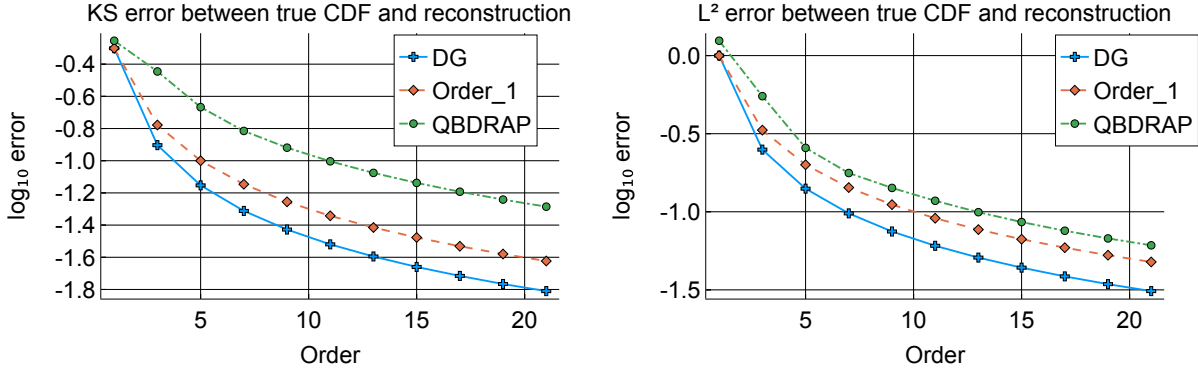 KS error between true CDF and reconstruction
log₁₀ error
-0.4
-0.6
-0.8
-1.0
-1.2
-1.4
-1.6
-1.8
DG
Order_1
QBDRAP
5
10
15
20
Order
L² error between true CDF and reconstruction
log₁₀ error
0.0
-0.5
-1.0
-1.5
DG
Order_1
QBDRAP
5
10
15
20
Order